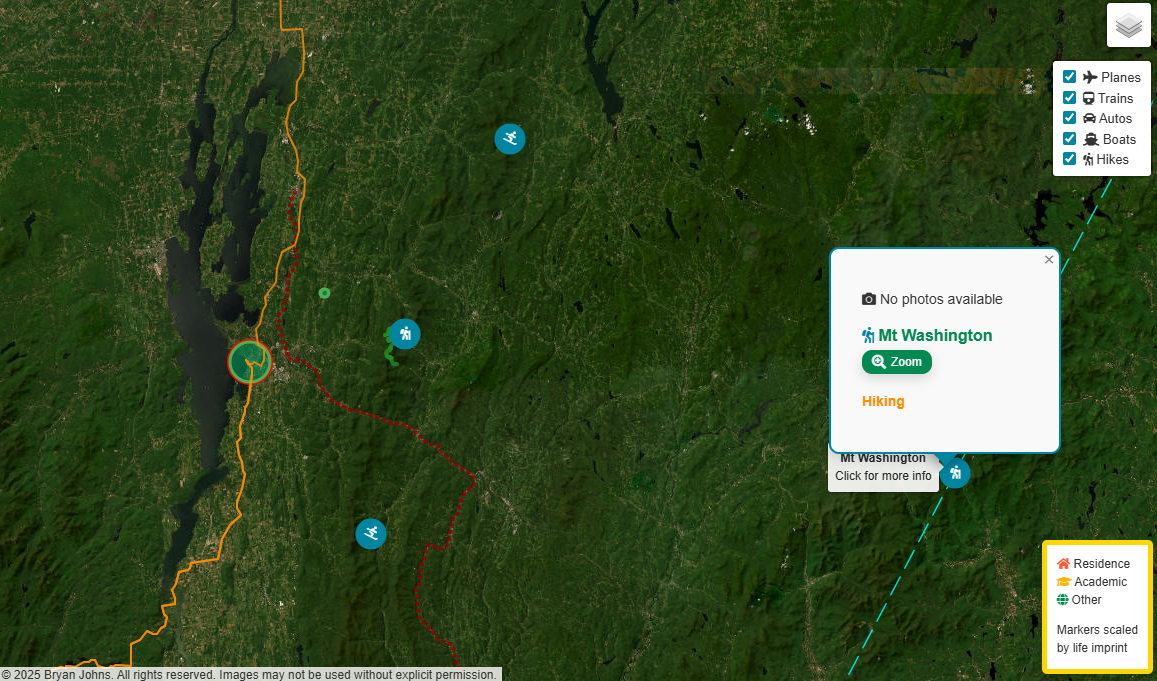 Planes
Trains
Autos
Boats
Hikes
×
No photos available
Mt Washington
Zoom
Hiking
Mt Washington
Click for more info
Residence
Academic
Other
Markers scaled
by life imprint
© 2025 Bryan Johns. All rights reserved. Images may not be used without explicit permission.